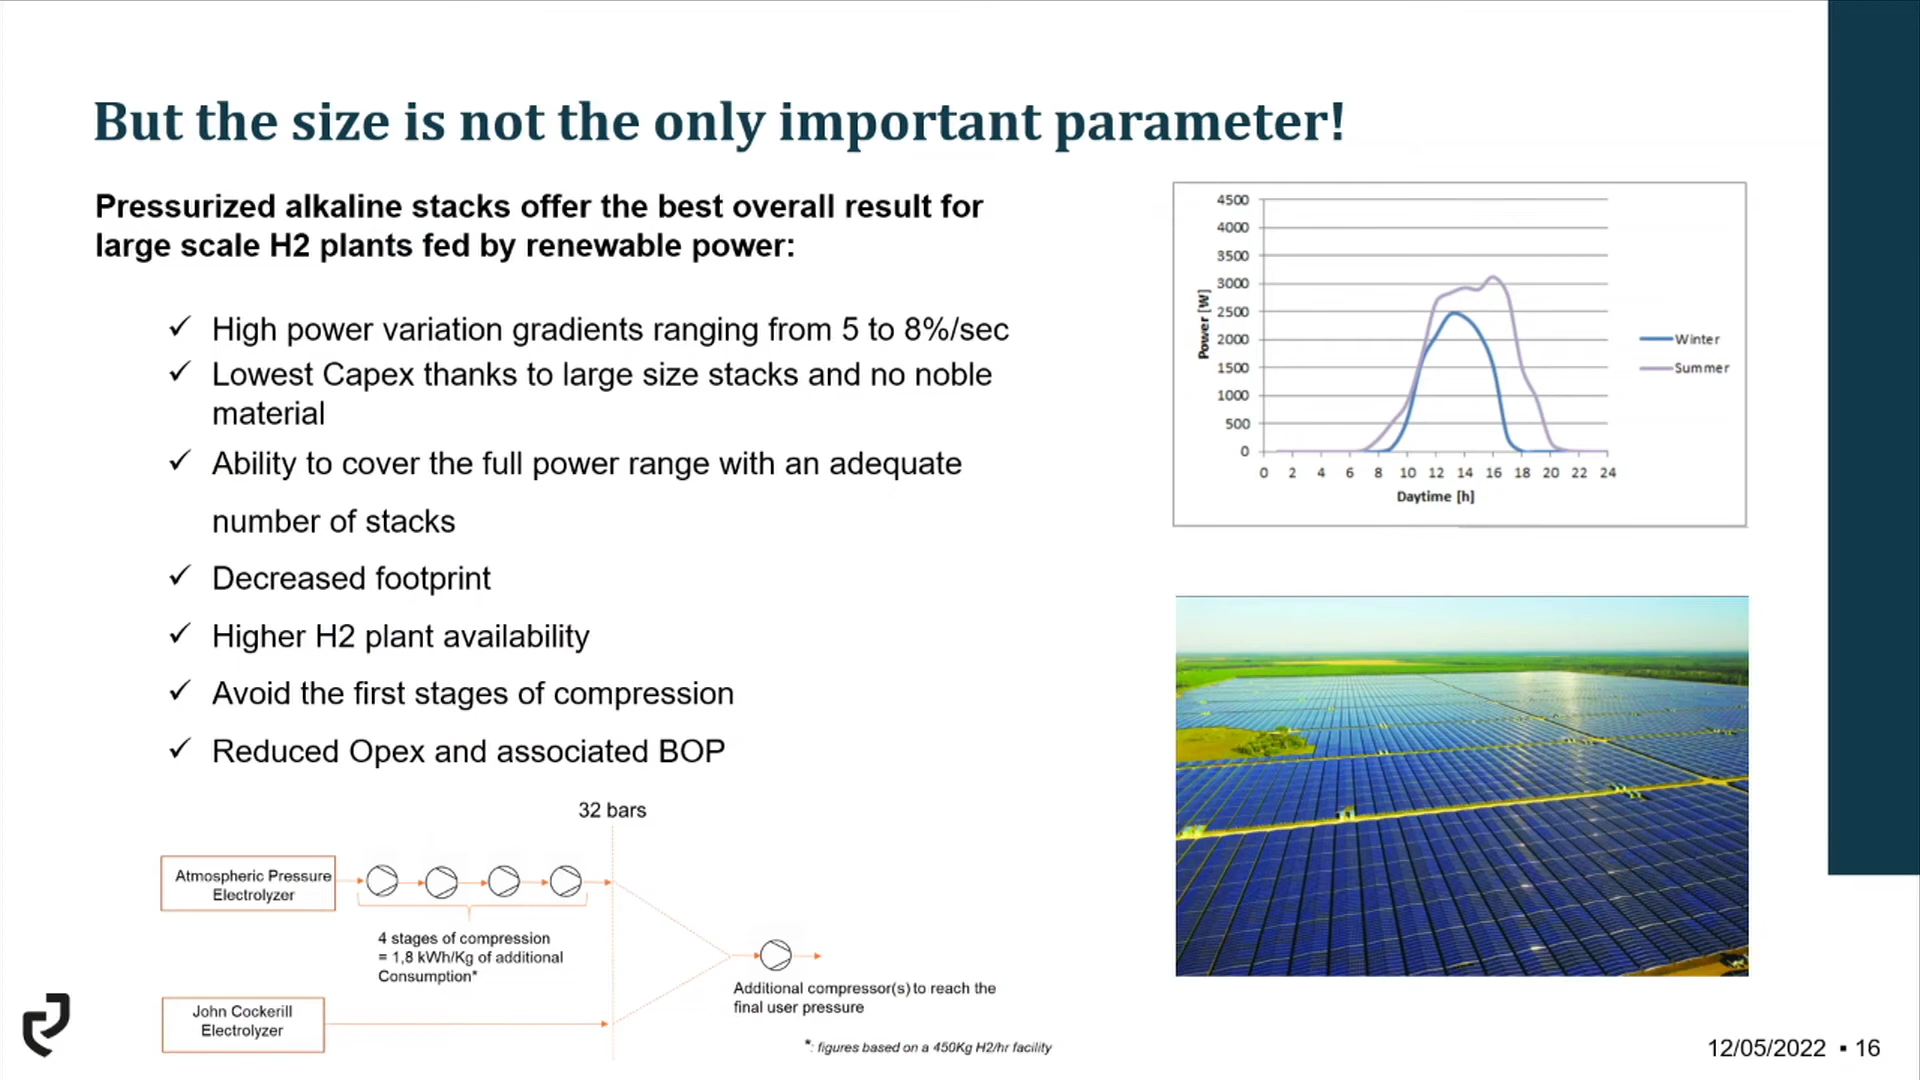 But the size is not the only important parameter!
Pressurized alkaline stacks offer the best overall result for
large scale H2 plants fed by renewable power:
✓ High power variation gradients ranging from 5 to 8%/sec
✓ Lowest Capex thanks to large size stacks and no noble
material
✓ Ability to cover the full power range with an adequate
number of stacks
✓ Decreased footprint
✓ Higher H2 plant availability
✓ Avoid the first stages of compression
✓ Reduced Opex and associated BOP
32 bars
Atmospheric Pressure
Electrolyzer
4 stages of compression
= 1,8 kWh/Kg of additional
Consumption*
John Cockerill
Electrolyzer
Additional compressor(s) to reach the
final user pressure
*: figures based on a 450Kg H2/hr facility
Power [W]
4500
4000
3500
3000
2500
2000
1500
1000
500
0
0 2 4 6 8 10 12 14 16 18 20 22 24
Daytime [h]
Winter
Summer
12/05/2022 ▪ 16